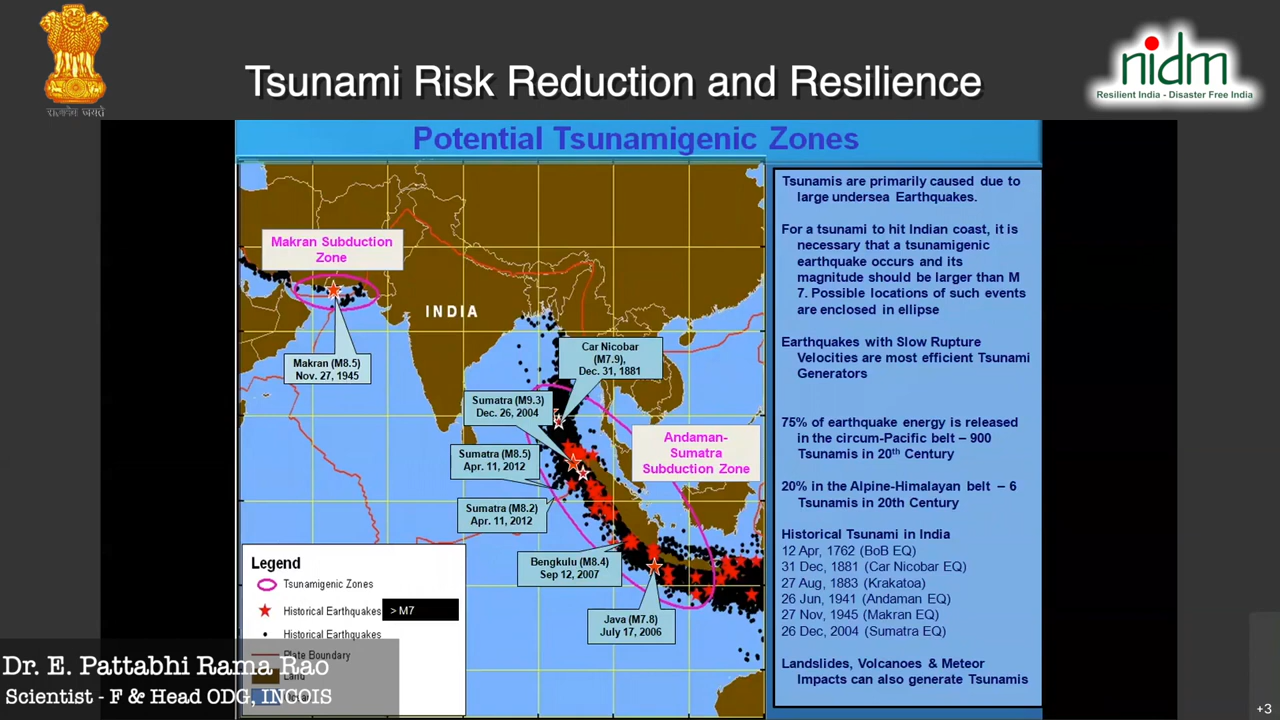 सत्यमेव जयते
Tsunami Risk Reduction and Resilience
nidm
Resilient India - Disaster Free India
Potential Tsunamigenic Zones
Makran Subduction
Zone
INDIA
Makran (M8.5)
Nov. 27, 1945
Car Nicobar
(M7.9),
Dec. 31, 1881
Sumatra (M9.3)
Dec. 26, 2004
Andaman-
Sumatra
Subduction Zone
Sumatra (M8.5)
Apr. 11, 2012
Sumatra (M8.2)
Apr. 11, 2012
Bengkulu (M8.4)
Sep 12, 2007
Java (M7.8)
July 17, 2006
Legend
Tsunamigenic Zones
Historical Earthquakes > M7
Historical Earthquakes
Plate Boundary
Land
Tsunamis are primarily caused due to
large undersea Earthquakes.
For a tsunami to hit Indian coast, it is
necessary that a tsunamigenic
earthquake occurs and its
magnitude should be larger than M
7. Possible locations of such events
are enclosed in ellipse
Earthquakes with Slow Rupture
Velocities are most efficient Tsunami
Generators
75% of earthquake energy is released
in the circum-Pacific belt – 900
Tsunamis in 20th Century
20% in the Alpine-Himalayan belt – 6
Tsunamis in 20th Century
Historical Tsunami in India
12 Apr, 1762 (BoB EQ)
31 Dec, 1881 (Car Nicobar EQ)
27 Aug, 1883 (Krakatoa)
26 Jun, 1941 (Andaman EQ)
27 Nov, 1945 (Makran EQ)
26 Dec, 2004 (Sumatra EQ)
Landslides, Volcanoes & Meteor
Impacts can also generate Tsunamis
Dr. E. Pattabhi Rama Rao
Scientist - F & Head ODG, INCOIS
+3